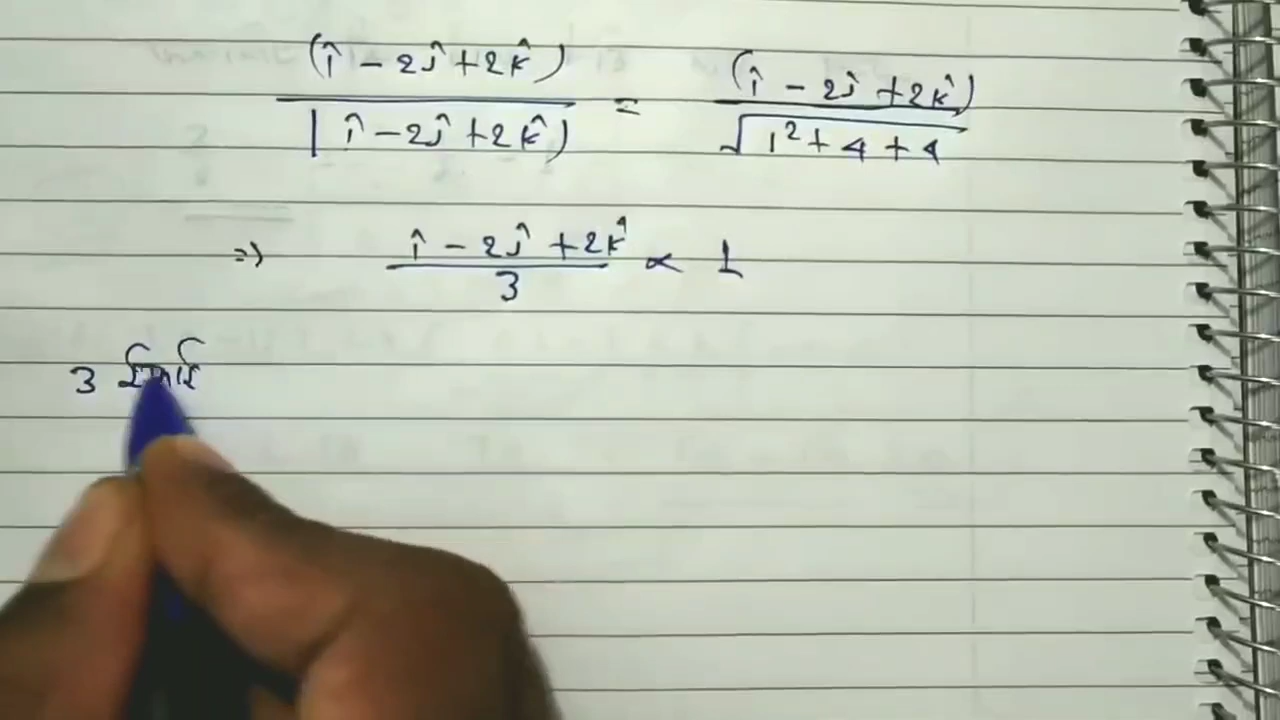 (î - 2ĵ + 2k̂) / |î - 2ĵ + 2k̂) = (î - 2ĵ + 2k̂) / √(1² + 4 + 4)
⇒ (î - 2ĵ + 2k̂) / 3 ∝ 1
3